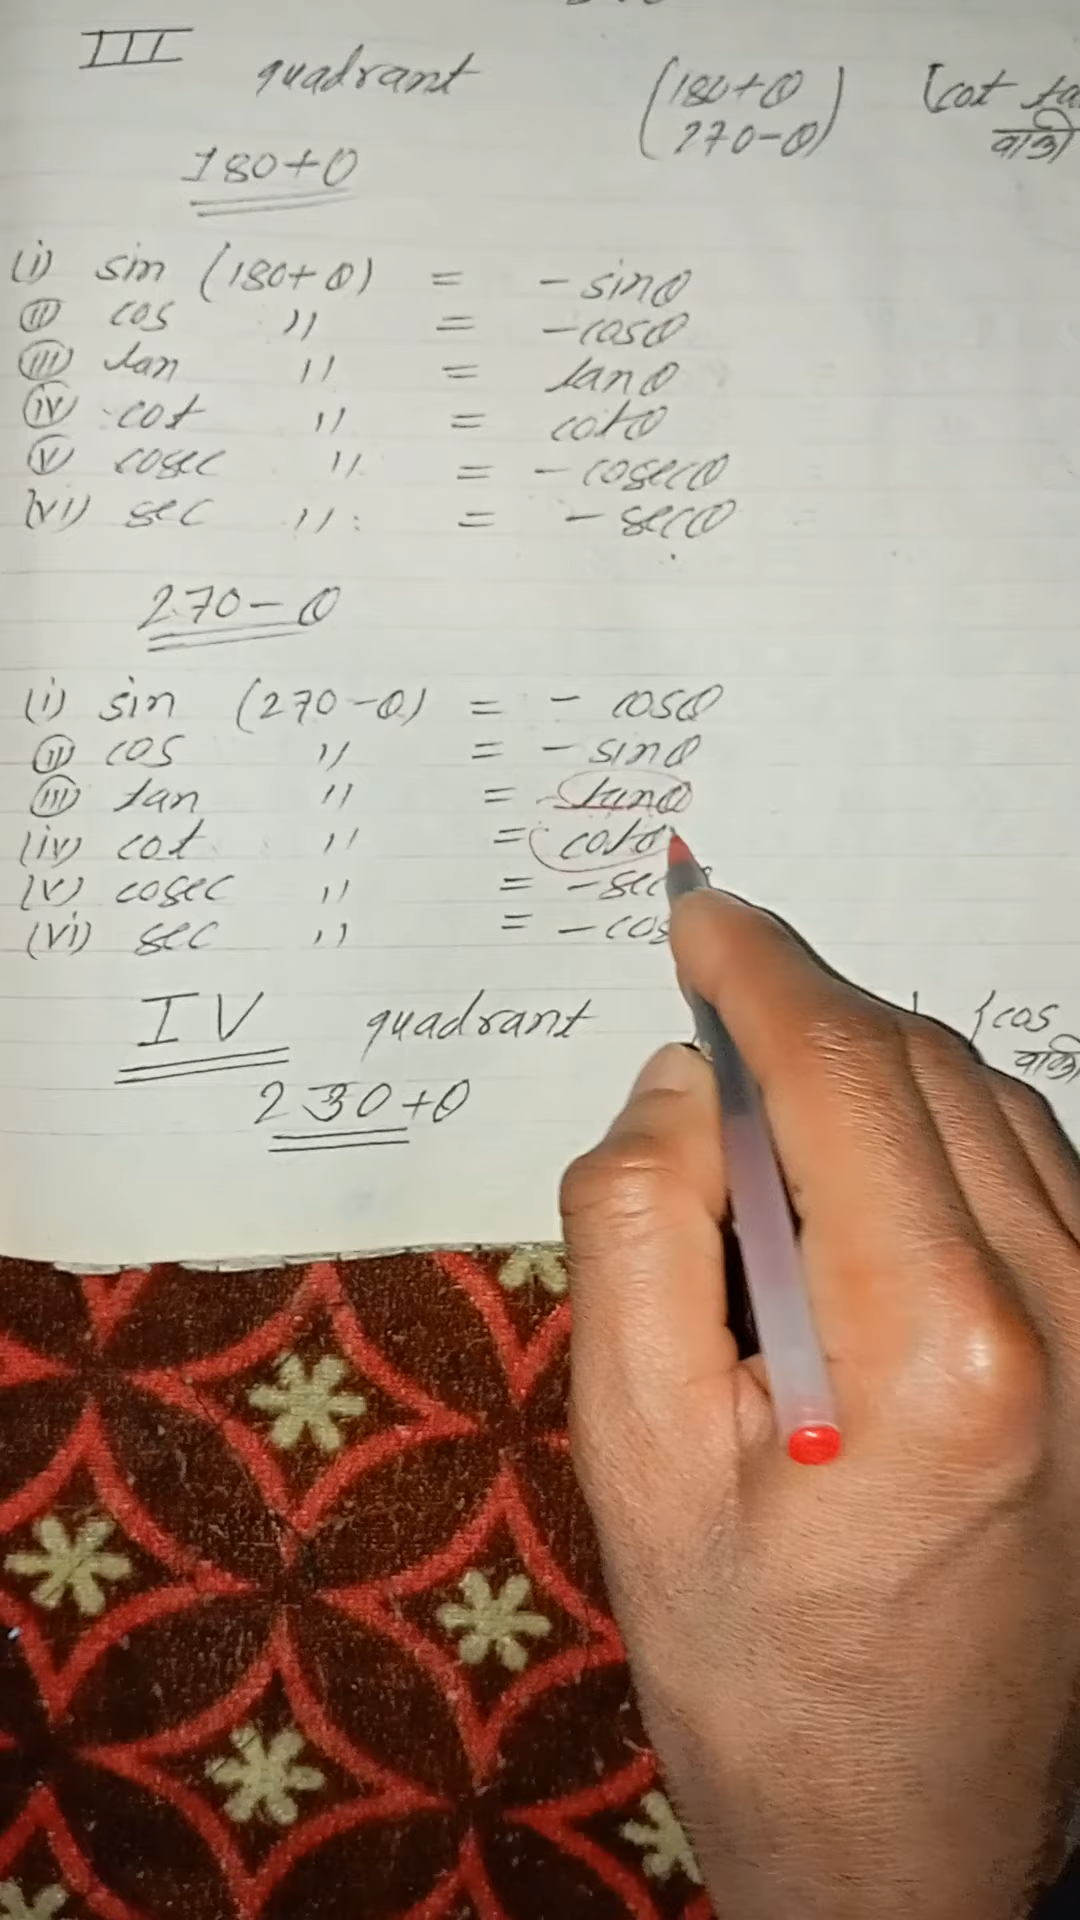 III quadrant (180+θ [cot
270-θ) बाकी
180+θ
(i) sin (180+θ) = - sinθ
(ii) cos " = - cosθ
(iii) tan " = tanθ
(iv) cot " = cotθ
(v) cosec " = - cosecθ
(vi) sec " = - secθ
270-θ
(i) sin (270-θ) = - cosθ
(ii) cos " = - sinθ
(iii) tan " = tanθ
(iv) cot " = cotθ
(v) cosec " = - sec
(vi) sec " = - cos
IV quadrant {cos
बाकी
230+θ